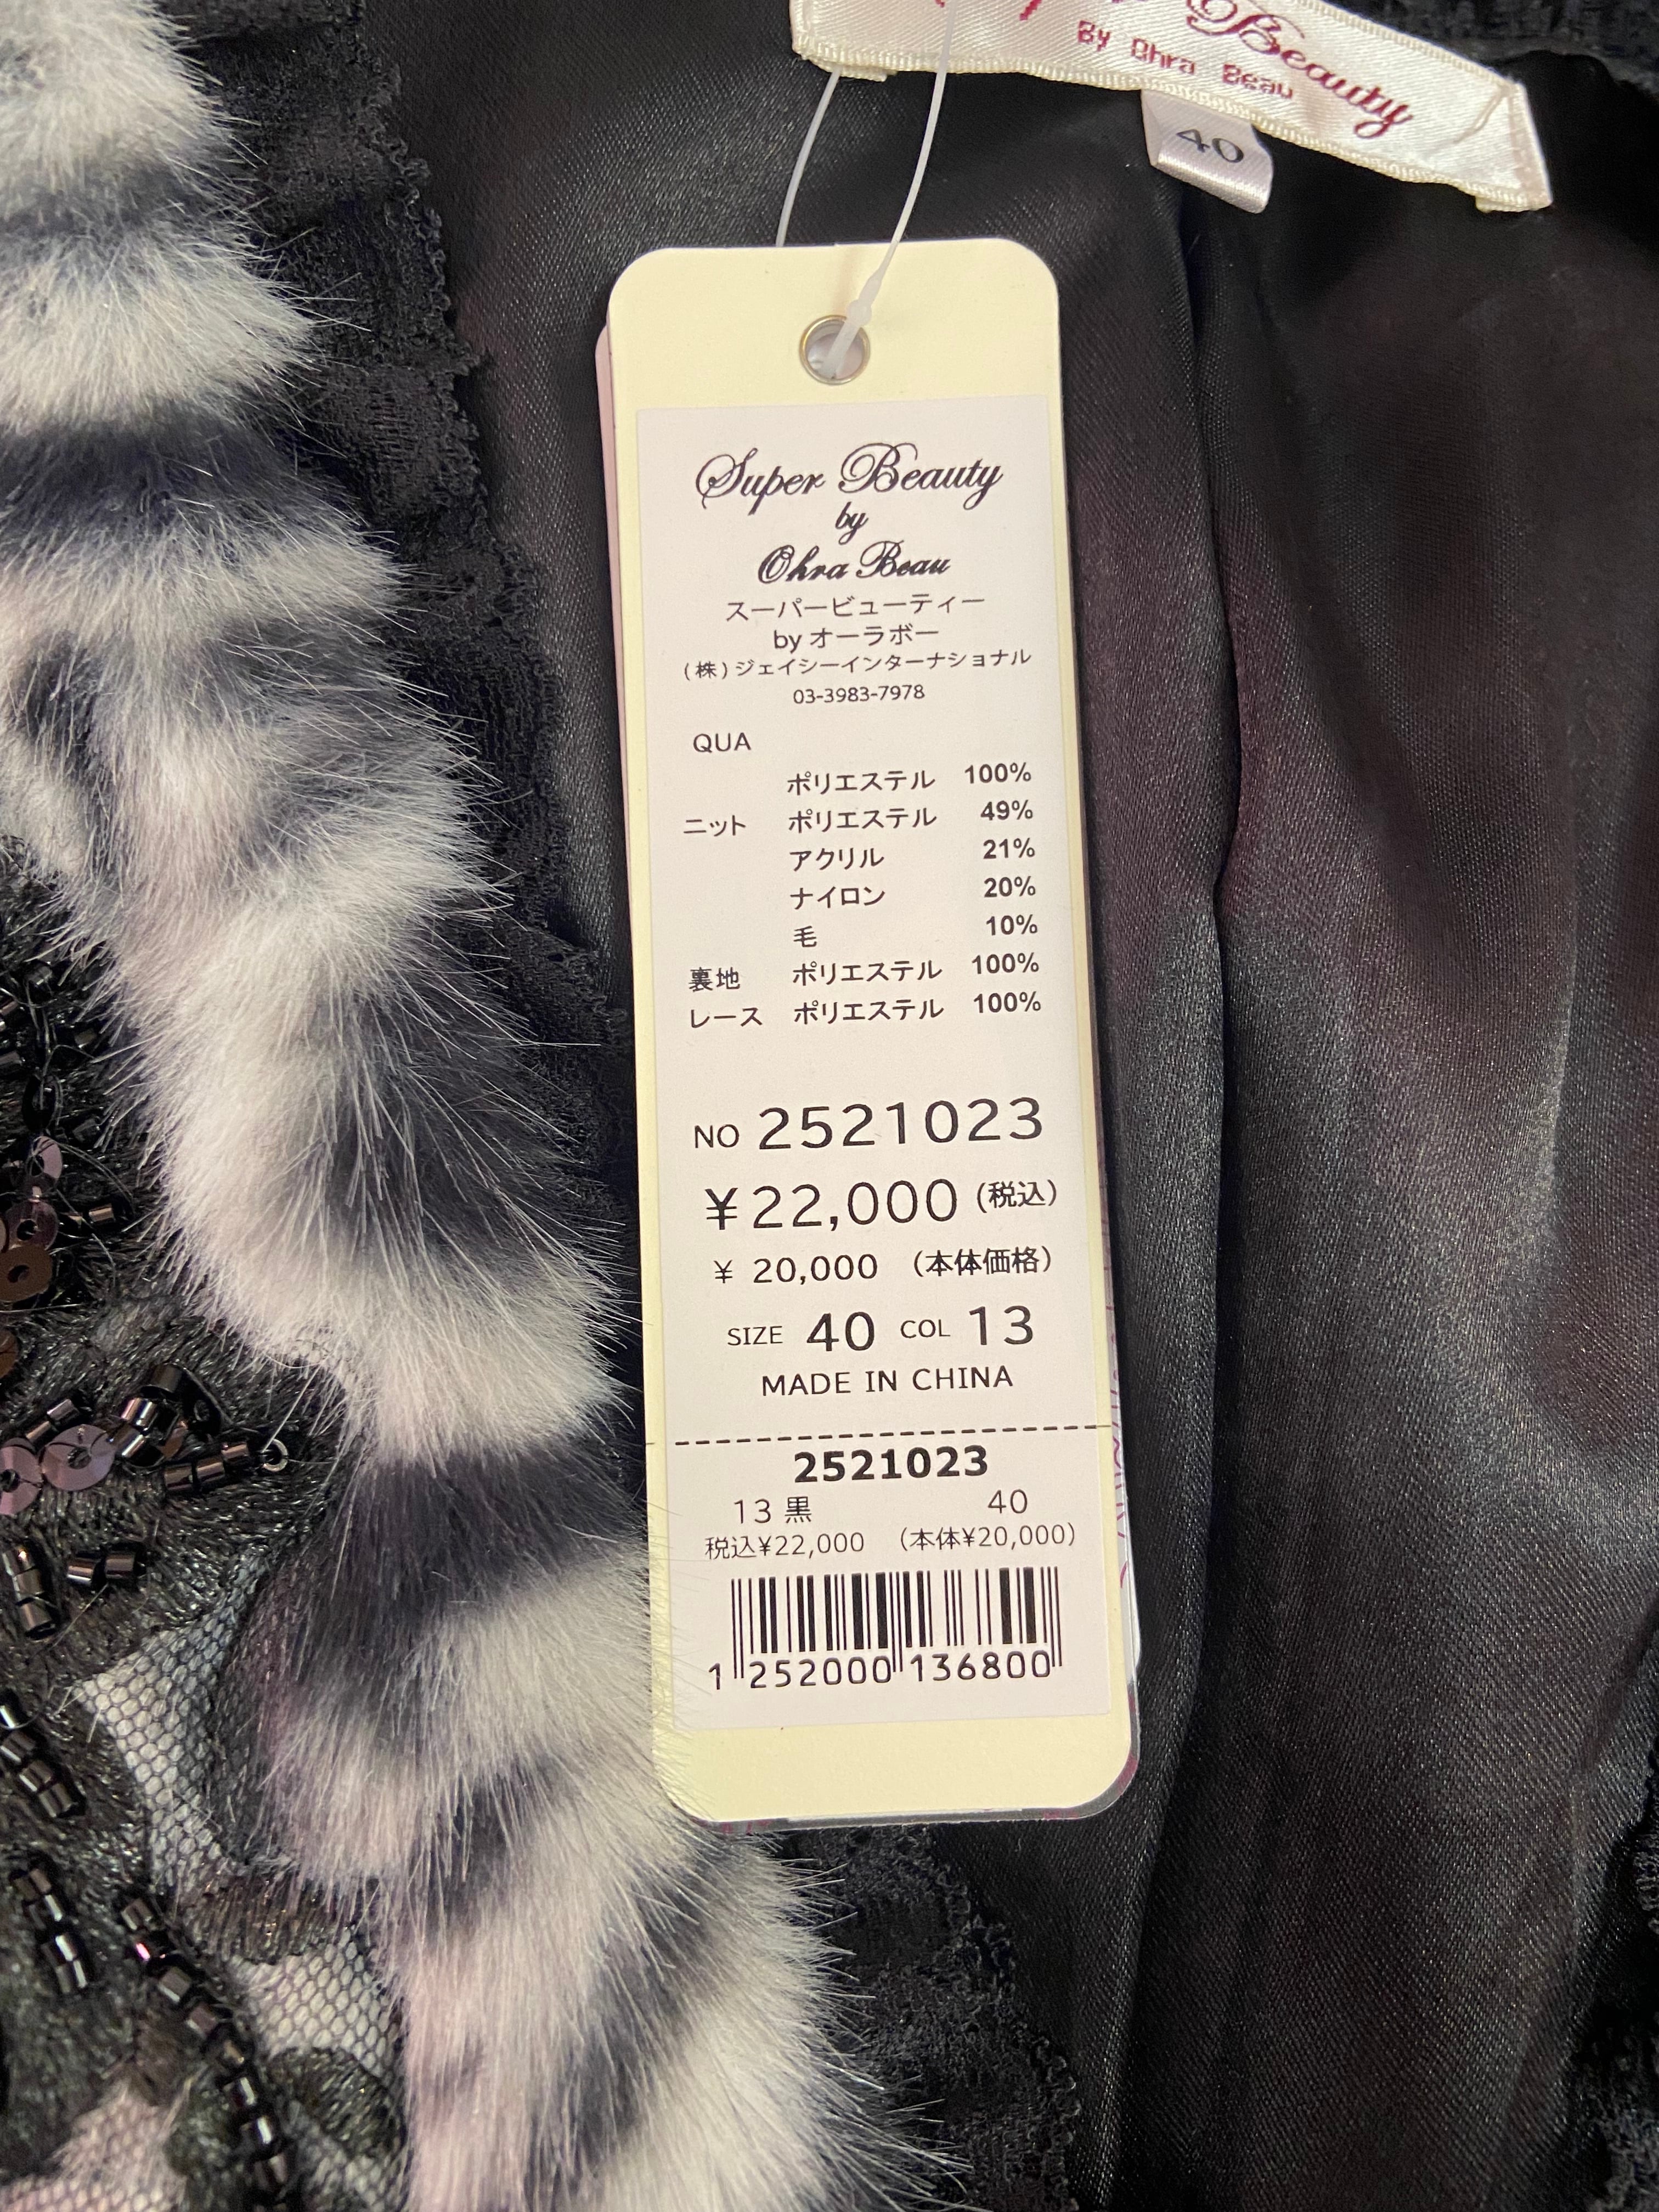 Beauty
By Ohra Beau
40
Super Beauty
by
Ohra Beau
スーパービューティー
by オーラボー
(株)ジェイシーインターナショナル
03-3983-7978
QUA
ポリエステル 100%
ニット ポリエステル 49%
アクリル 21%
ナイロン 20%
毛 10%
裏地 ポリエステル 100%
レース ポリエステル 100%
NO 2521023
¥22,000 (税込)
¥ 20,000 (本体価格)
SIZE 40 COL 13
MADE IN CHINA
2521023
13 黒 40
税込¥22,000 (本体¥20,000)
1 252000 136800